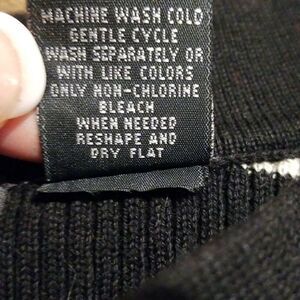 MACHINE WASH COLD
GENTLE CYCLE
WASH SEPARATELY OR
WITH LIKE COLORS
ONLY NON-CHLORINE
BLEACH
WHEN NEEDED
RESHAPE AND
DRY FLAT